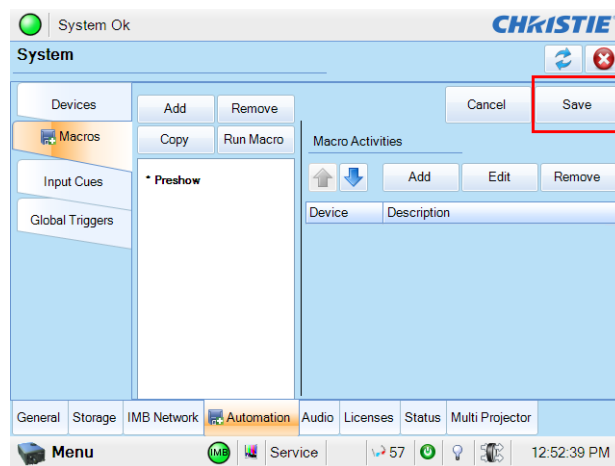 System Ok
CHRISTIE
System
Devices
Macros
Input Cues
Global Triggers
Add
Remove
Copy
Run Macro
* Preshow
Cancel
Save
Macro Activities
Add
Edit
Remove
Device
Description
General
Storage
IMB Network
Automation
Audio
Licenses
Status
Multi Projector
Menu
IMB
Service
57
12:52:39 PM